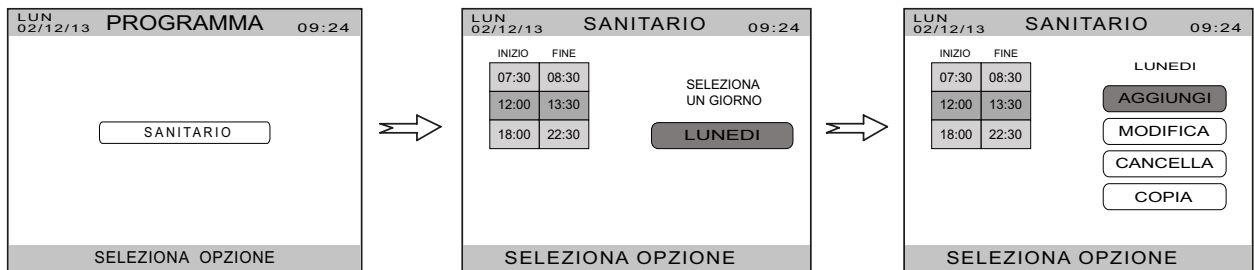 LUN
02/12/13 PROGRAMMA 09:24
SANITARIO
SELEZIONA OPZIONE
LUN
02/12/13 SANITARIO 09:24
INIZIO FINE
07:30 08:30
12:00 13:30
18:00 22:30
SELEZIONA
UN GIORNO
LUNEDI
SELEZIONA OPZIONE
LUN
02/12/13 SANITARIO 09:24
INIZIO FINE
07:30 08:30
12:00 13:30
18:00 22:30
LUNEDI
AGGIUNGI
MODIFICA
CANCELLA
COPIA
SELEZIONA OPZIONE